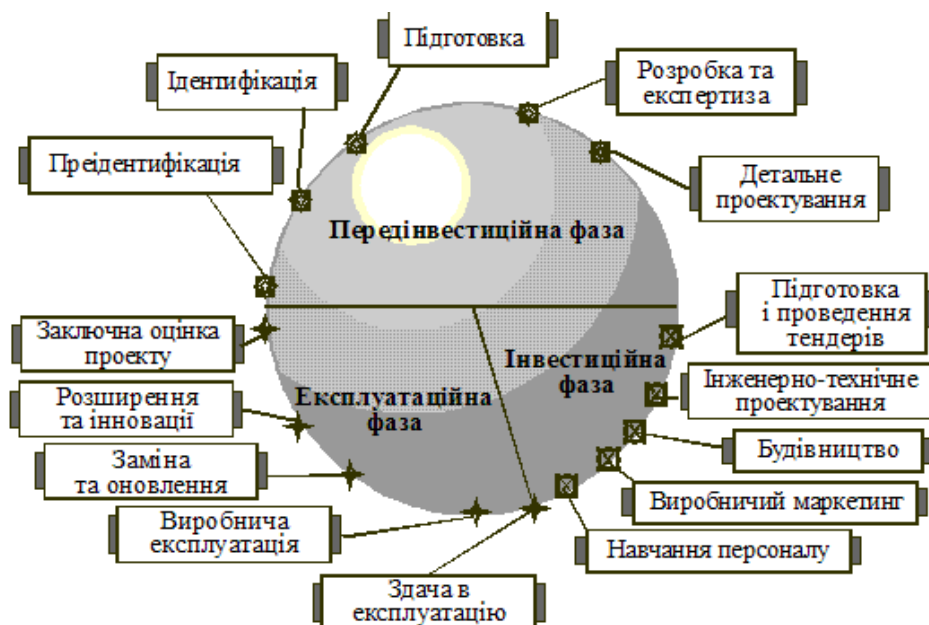 Підготовка
Ідентифікація
Преідентифікація
Розробка та
експертиза
Детальне
проектування
Передінвестиційна фаза
Підготовка
і проведення
тендерів
Інвестиційна
фаза
Інженерно-технічне
проектування
Будівництво
Виробничий маркетинг
Навчання персоналу
Здача в
експлуатацію
Виробнича
експлуатація
Заміна
та оновлення
Розширення
та інновації
Заключна оцінка
проекту
Експлуатаційна
фаза